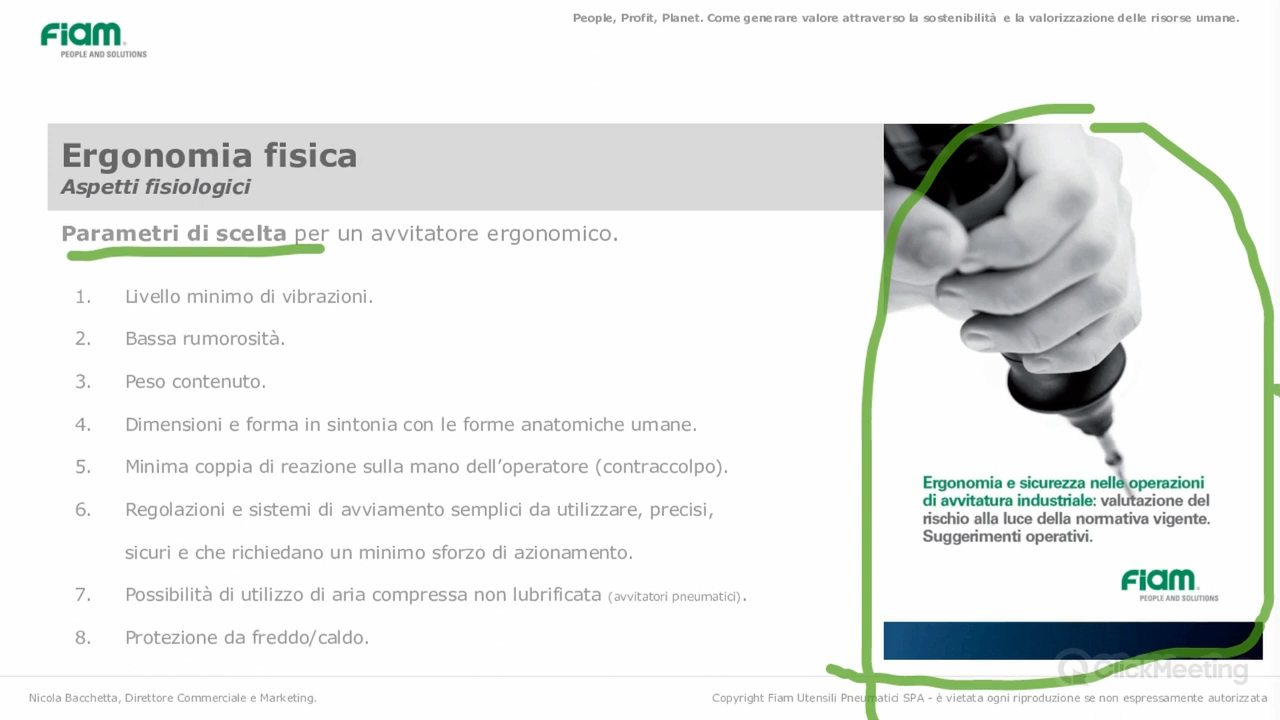 Fiam
PEOPLE AND SOLUTIONS
People, Profit, Planet. Come generare valore attraverso la sostenibilità e la valorizzazione delle risorse umane.
Ergonomia fisica
Aspetti fisiologici
Parametri di scelta per un avvitatore ergonomico.
1. Livello minimo di vibrazioni.
2. Bassa rumorosità.
3. Peso contenuto.
4. Dimensioni e forma in sintonia con le forme anatomiche umane.
5. Minima coppia di reazione sulla mano dell’operatore (contraccolpo).
6. Regolazioni e sistemi di avviamento semplici da utilizzare, precisi,
sicuri e che richiedano un minimo sforzo di azionamento.
7. Possibilità di utilizzo di aria compressa non lubrificata (avvitatori pneumatici).
8. Protezione da freddo/caldo.
Ergonomia e sicurezza nelle operazioni
di avvitatura industriale: valutazione del
rischio alla luce della normativa vigente.
Suggerimenti operativi.
Fiam
PEOPLE AND SOLUTIONS
ClickMeeting
Nicola Bacchetta, Direttore Commerciale e Marketing.
Copyright Fiam Utensili Pneumatici SPA - è vietata ogni riproduzione se non espressamente autorizzata